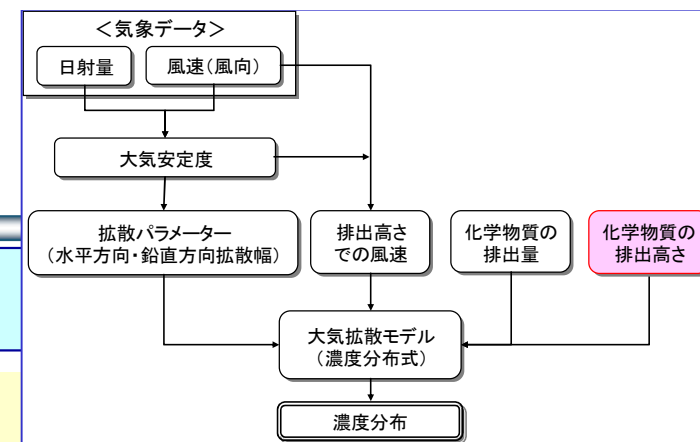 ＜気象データ＞
日射量
風速（風向）
大気安定度
拡散パラメーター
（水平方向・鉛直方向拡散幅）
排出高さ
での風速
化学物質の
排出量
化学物質の
排出高さ
大気拡散モデル
（濃度分布式）
濃度分布